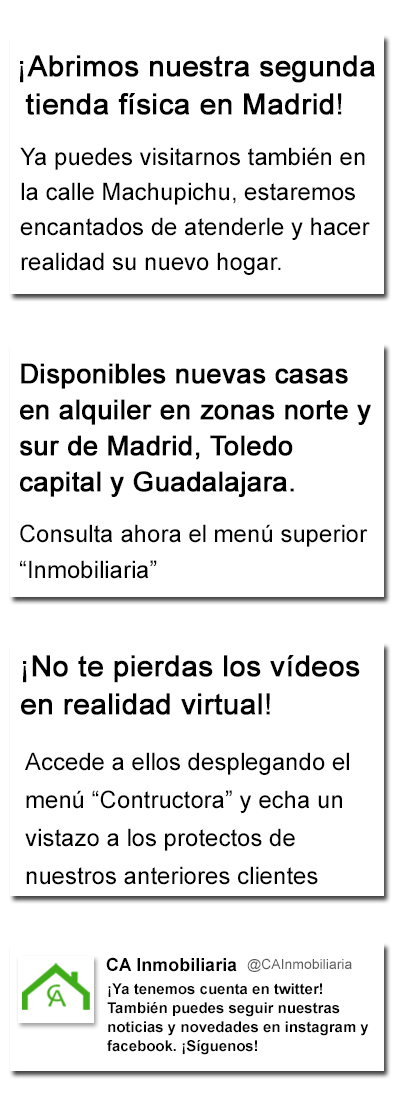 ¡Abrimos nuestra segunda
tienda física en Madrid!
Ya puedes visitarnos también en
la calle Machupichu, estaremos
encantados de atenderle y hacer
realidad su nuevo hogar.
Disponibles nuevas casas
en alquiler en zonas norte y
sur de Madrid, Toledo
capital y Guadalajara.
Consulta ahora el menú superior
“Inmobiliaria”
¡No te pierdas los vídeos
en realidad virtual!
Accede a ellos desplegando el
menú “Contructora” y echa un
vistazo a los protectos de
nuestros anteriores clientes
CA
CA Inmobiliaria @CAInmobiliaria
¡Ya tenemos cuenta en twitter!
También puedes seguir nuestras
noticias y novedades en instagram y
facebook. ¡Síguenos!